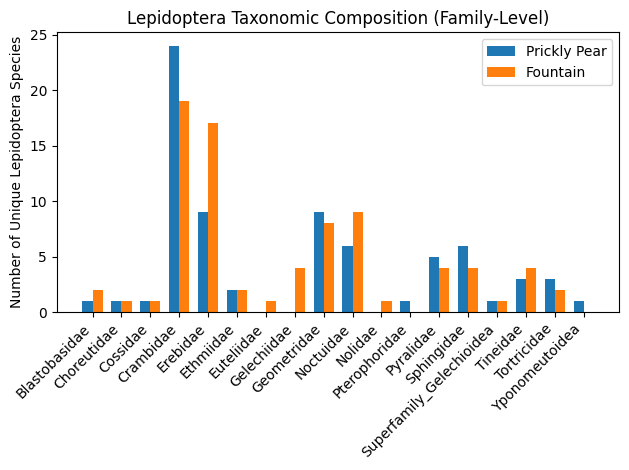 Lepidoptera Taxonomic Composition (Family-Level)
Number of Unique Lepidoptera Species
25
20
15
10
5
0
Prickly Pear
Fountain
Blastobasidae
Choreutidae
Cossidae
Crambidae
Erebidae
Ethmiidae
Euteliidae
Gelechiidae
Geometridae
Noctuidae
Nolidae
Pterophoridae
Pyralidae
Sphingidae
Superfamily_Gelechioidea
Tineidae
Tortricidae
Yponomeutoidea